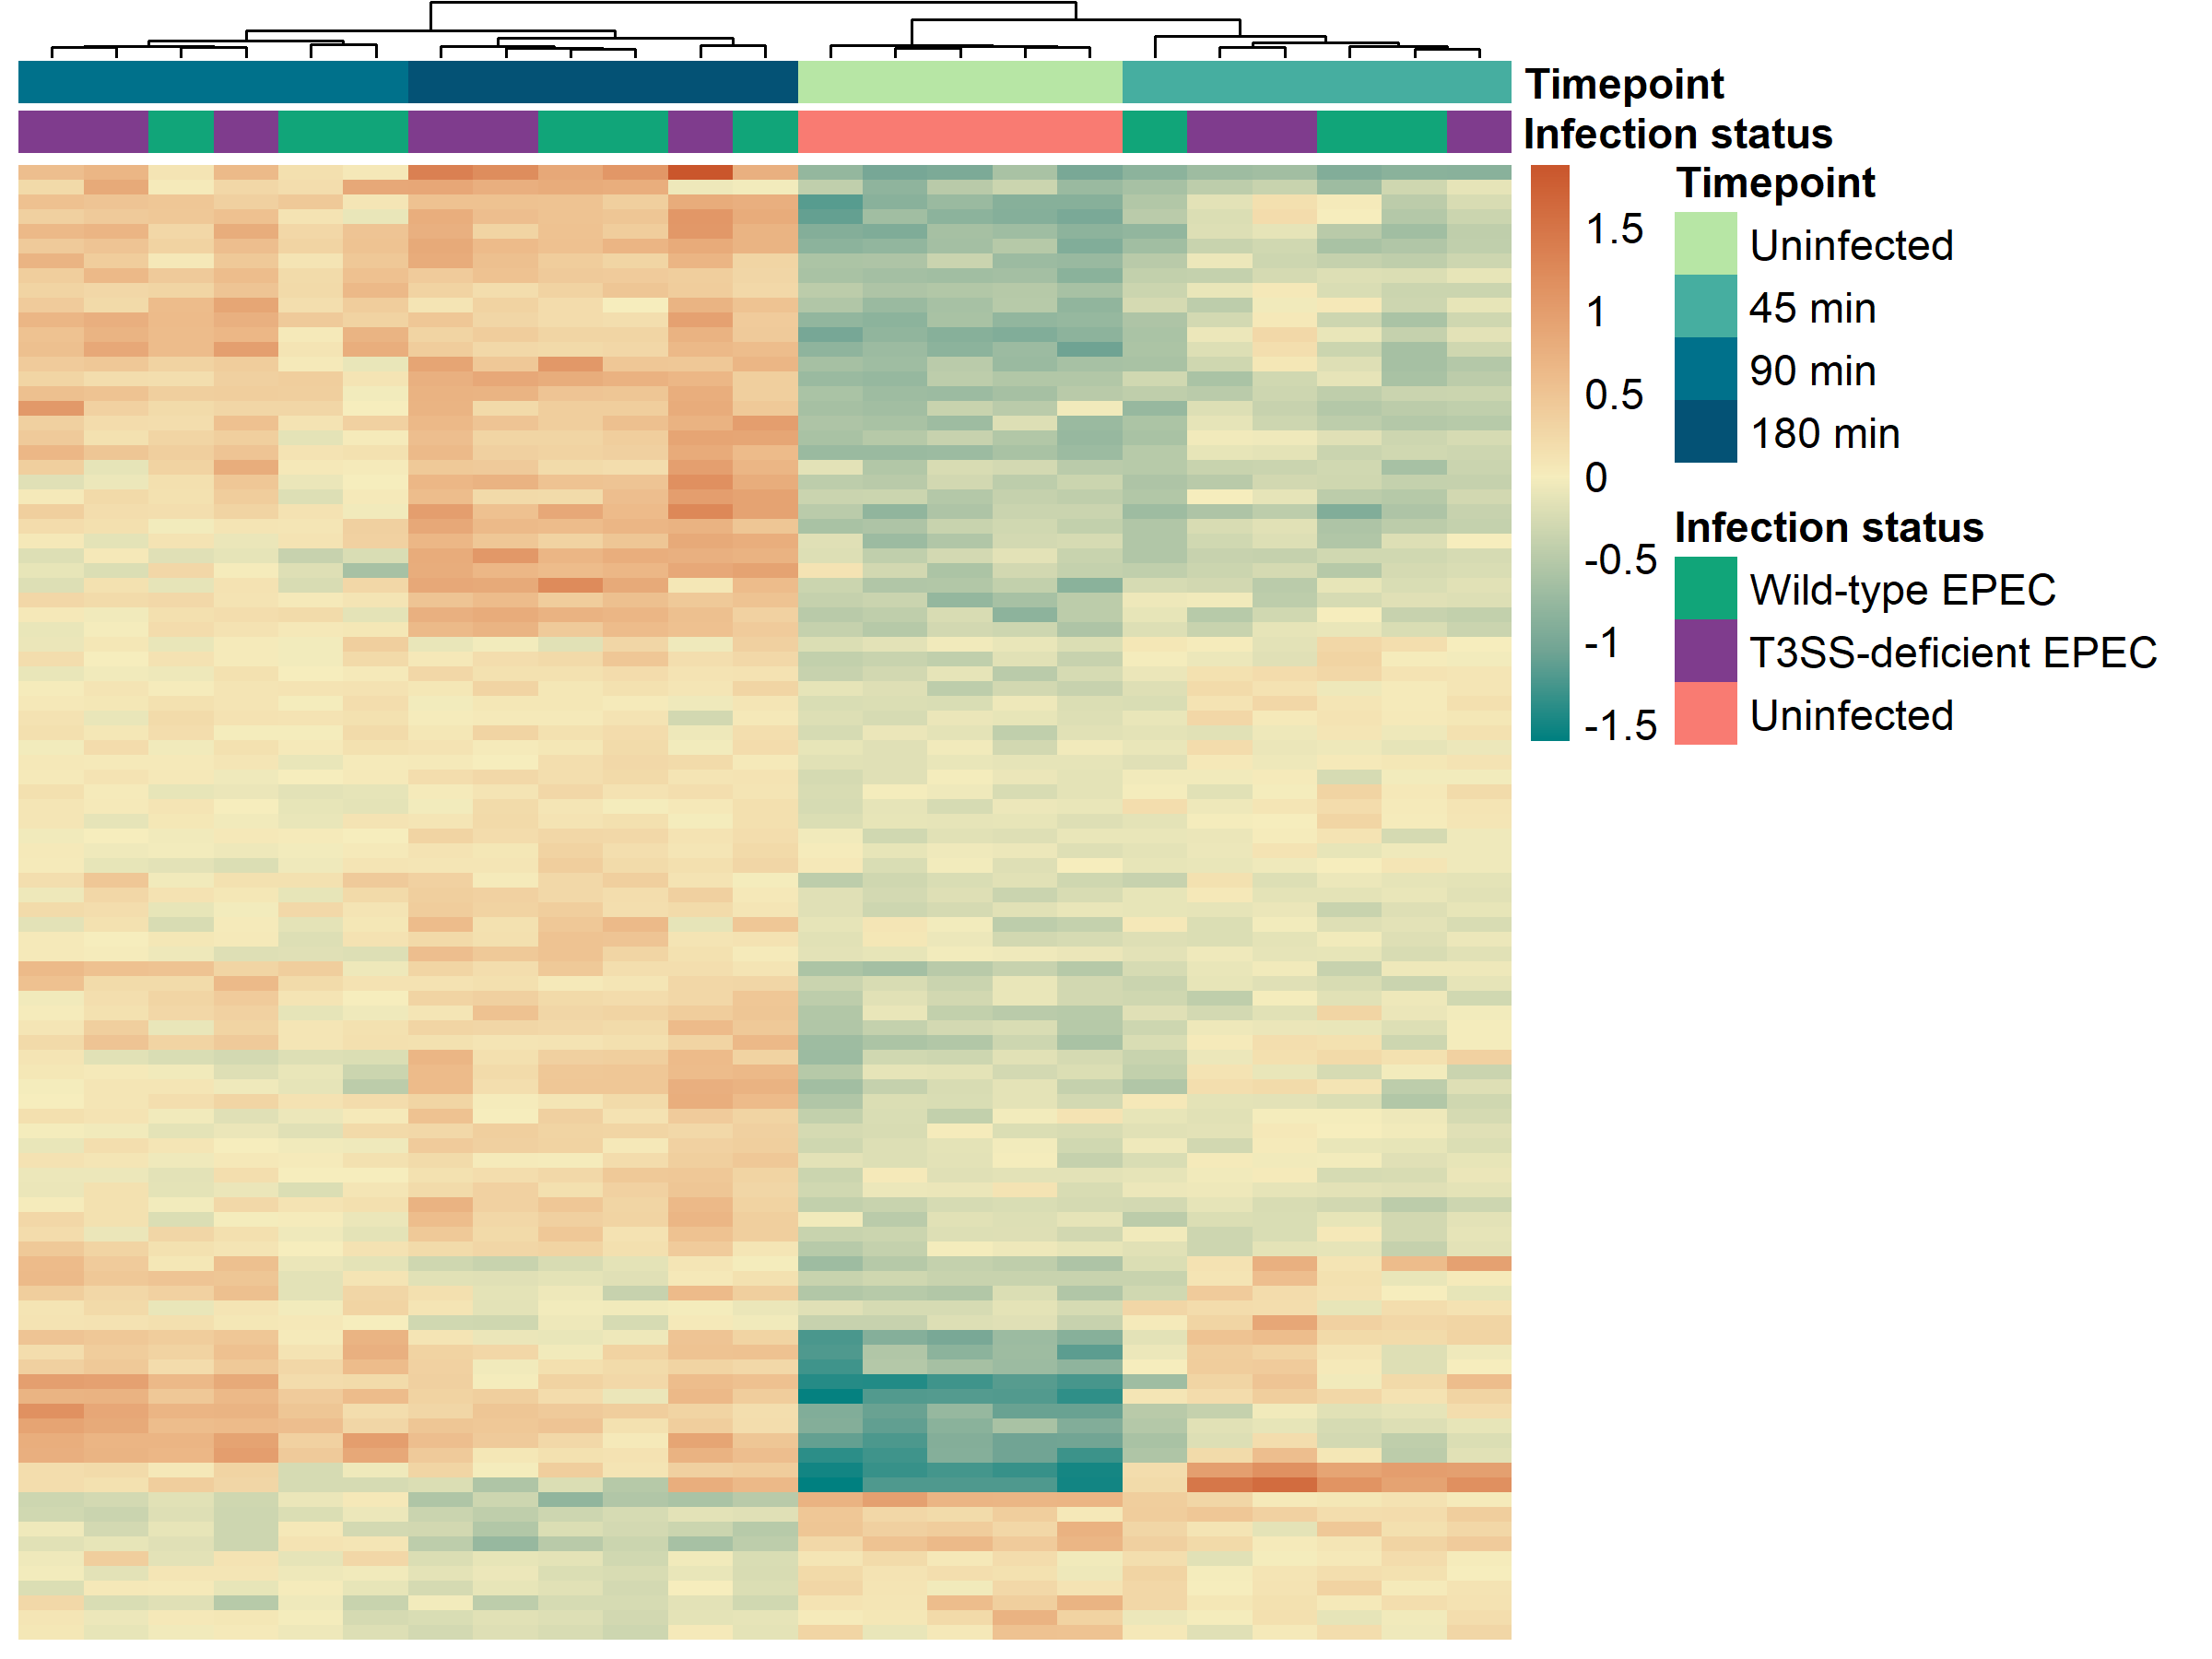 Timepoint
Infection status
1.5
1
0.5
0
-0.5
-1
-1.5
Timepoint
Uninfected
45 min
90 min
180 min
Infection status
Wild-type EPEC
T3SS-deficient EPEC
Uninfected